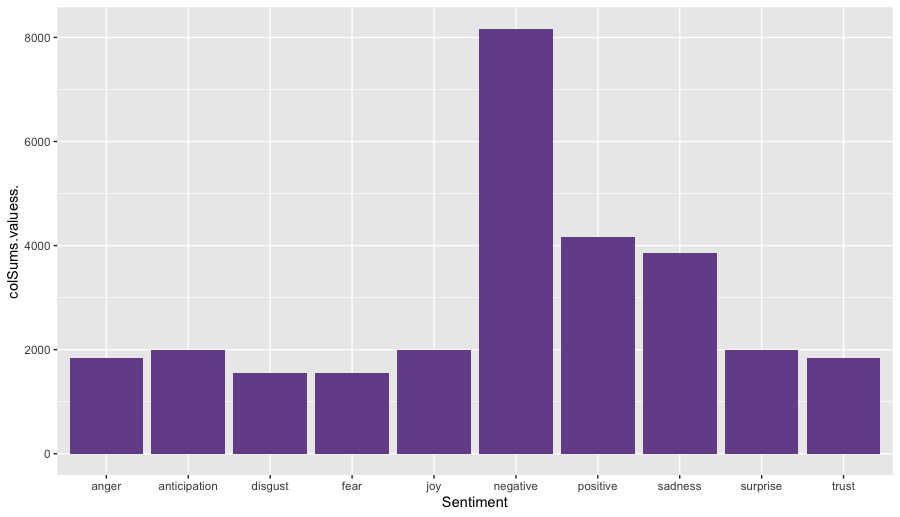 8000
6000
4000
2000
0
colSums.valuess.
anger anticipation disgust fear joy negative positive sadness surprise trust
Sentiment